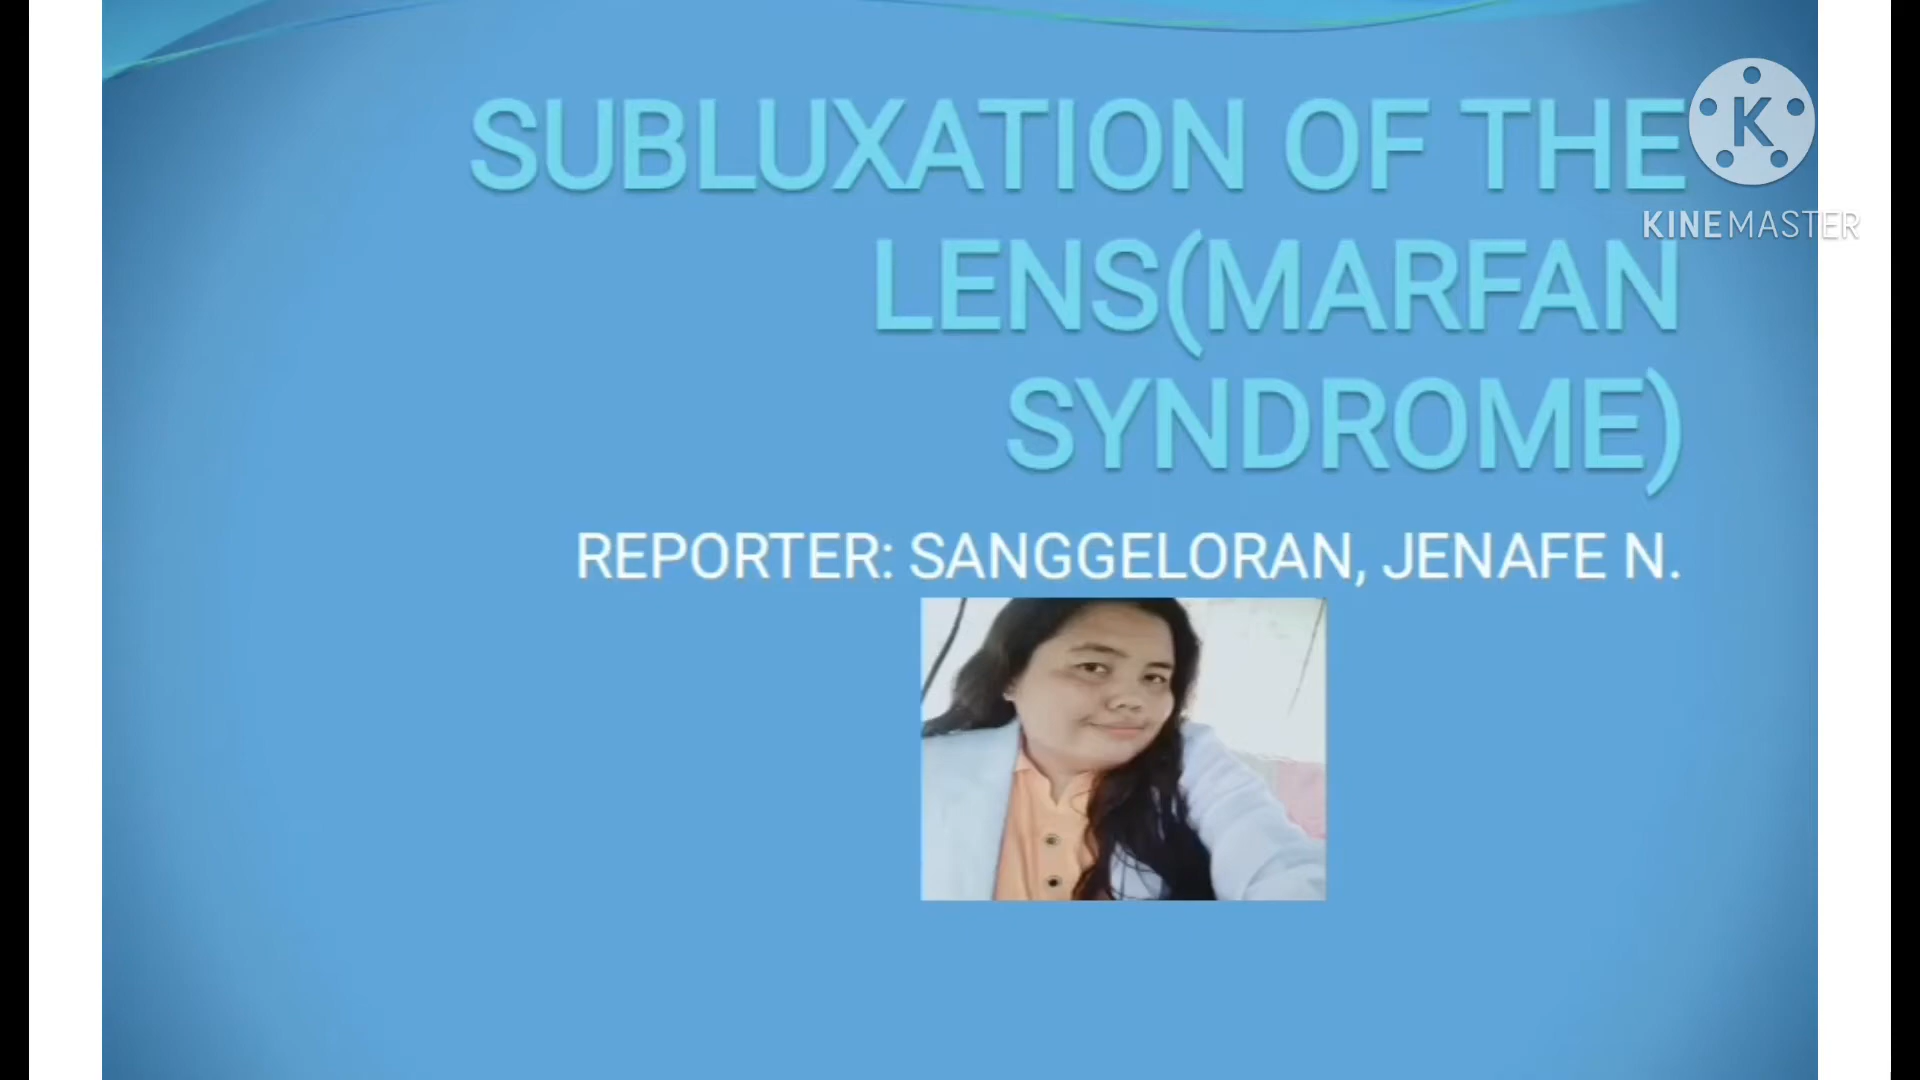 SUBLUXATION OF THE
LENS(MARFAN
SYNDROME)
REPORTER: SANGGELORAN, JENAFE N.
K
KINEMASTER